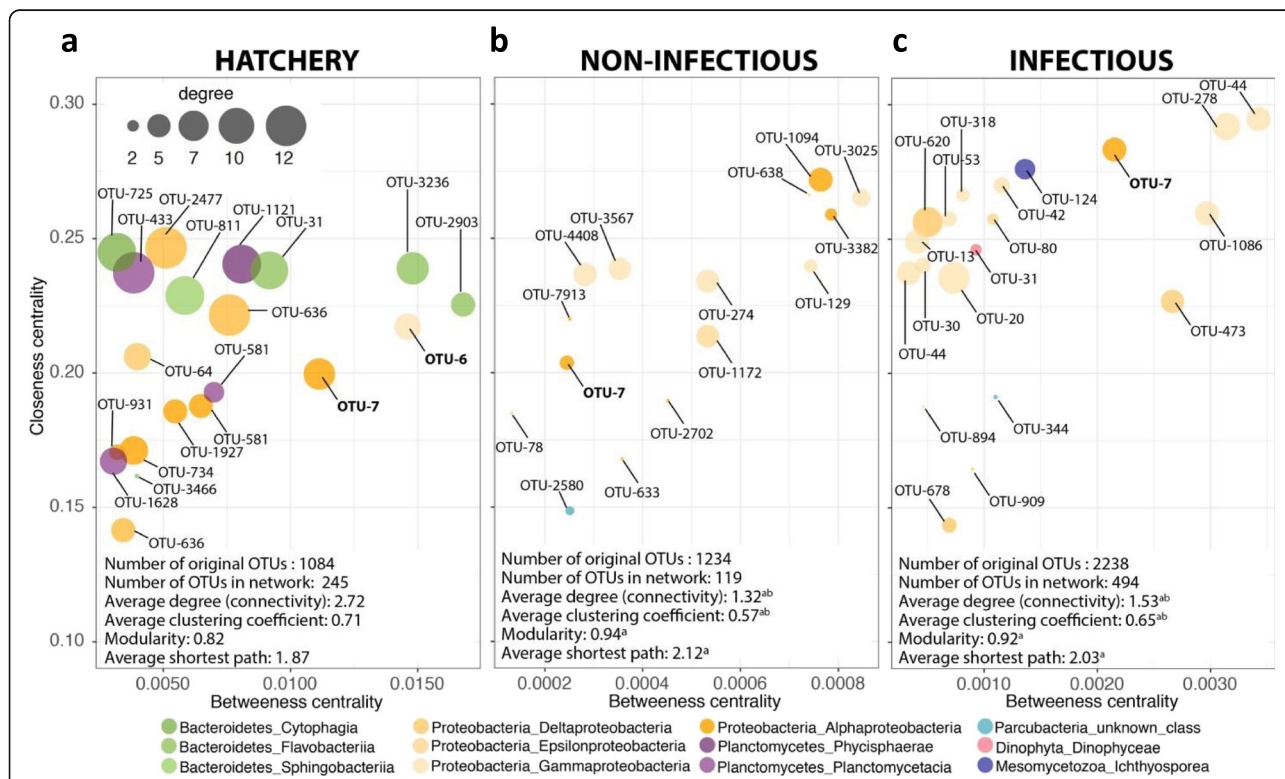 a HATCHERY
b NON-INFECTIOUS
c INFECTIOUS
Closeness centrality
0.30
0.25
0.20
0.15
0.10
degree
2 5 7 10 12
OTU-725
OTU-2477
OTU-433
OTU-811
OTU-1121
OTU-31
OTU-3236
OTU-2903
OTU-636
OTU-6
OTU-64
OTU-581
OTU-7
OTU-931
OTU-581
OTU-1927
OTU-734
OTU-3466
OTU-1628
OTU-636
Number of original OTUs : 1084
Number of OTUs in network: 245
Average degree (connectivity): 2.72
Average clustering coefficient: 0.71
Modularity: 0.82
Average shortest path: 1. 87
0.0050 0.0100 0.0150
Betweeness centrality
OTU-1094
OTU-3025
OTU-638
OTU-3567
OTU-4408
OTU-3382
OTU-7913
OTU-129
OTU-274
OTU-1172
OTU-7
OTU-78
OTU-2702
OTU-2580
OTU-633
Number of original OTUs: 1234
Number of OTUs in network: 119
Average degree (connectivity): 1.32ab
Average clustering coefficient: 0.57ab
Modularity: 0.94a
Average shortest path: 2.12a
0.0002 0.0004 0.0006 0.0008
Betweeness centrality
OTU-44
OTU-278
OTU-318
OTU-620
OTU-53
OTU-7
OTU-124
OTU-42
OTU-80
OTU-1086
OTU-13
OTU-31
OTU-30
OTU-20
OTU-44
OTU-473
OTU-344
OTU-894
OTU-909
OTU-678
Number of original OTUs: 2238
Number of OTUs in network: 494
Average degree (connectivity): 1.53ab
Average clustering coefficient: 0.65ab
Modularity: 0.92a
Average shortest path: 2.03a
0.0010 0.0020 0.0030
Betweeness centrality
Bacteroidetes_Cytophagia
Bacteroidetes_Flavobacteriia
Bacteroidetes_Sphingobacteriia
Proteobacteria_Deltaproteobacteria
Proteobacteria_Epsilonproteobacteria
Proteobacteria_Gammaproteobacteria
Proteobacteria_Alphaproteobacteria
Planctomycetes_Phycisphaerae
Planctomycetes_Planctomycetacia
Parcubacteria_unknown_class
Dinophyta_Dinophyceae
Mesomycetozoa_Ichthyosporea